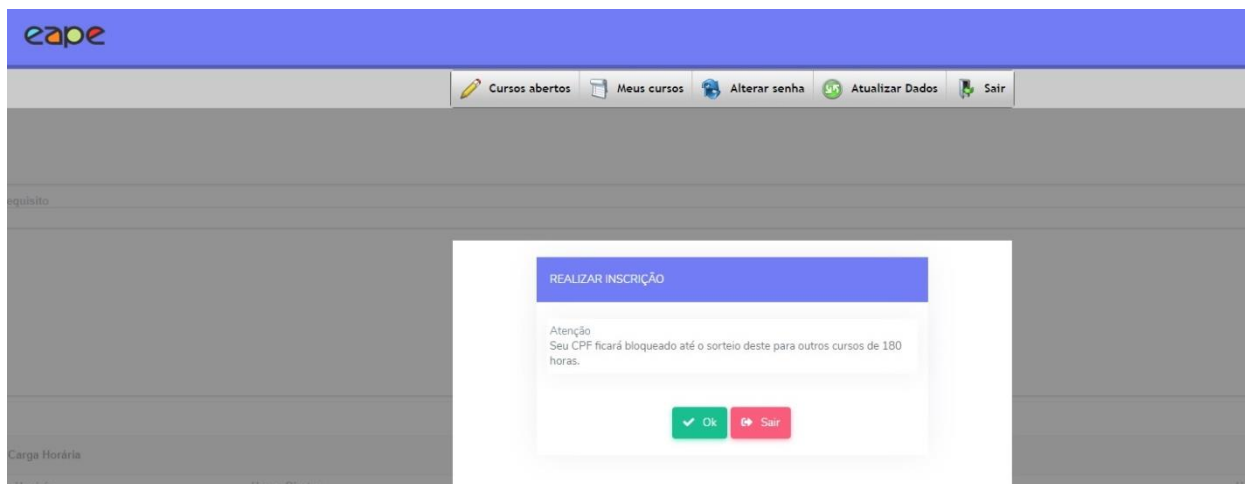 eape
Cursos abertos Meus cursos Alterar senha Atualizar Dados Sair
equisito
REALIZAR INSCRIÇÃO
Atenção
Seu CPF ficará bloqueado até o sorteio deste para outros cursos de 180
horas.
Ok Sair
Carga Horária